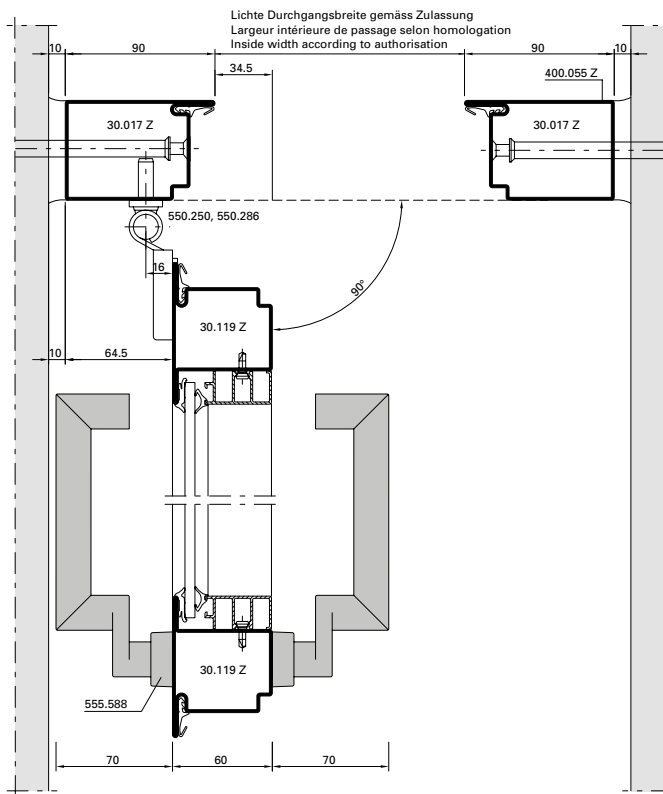 Lichte Durchgangsbreite gemäss Zulassung
Largeur intérieure de passage selon homologation
Inside width according to authorisation
10
90
90
10
34.5
400.055 Z
30.017 Z
30.017 Z
550.250, 550.286
16
90°
30.119 Z
10
64.5
30.119 Z
555.588
70
60
70